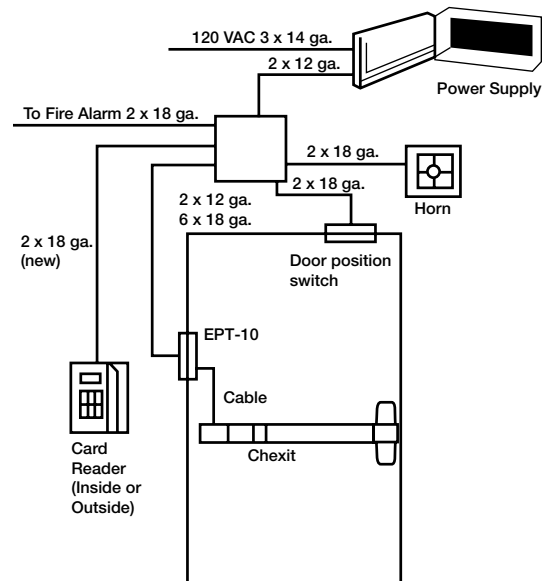 120 VAC 3 x 14 ga.
2 x 12 ga.
Power Supply
To Fire Alarm 2 x 18 ga.
2 x 18 ga.
Horn
2 x 18 ga.
2 x 12 ga.
6 x 18 ga.
2 x 18 ga.
(new)
Door position
switch
EPT-10
Cable
Chexit
Card
Reader
(Inside or
Outside)